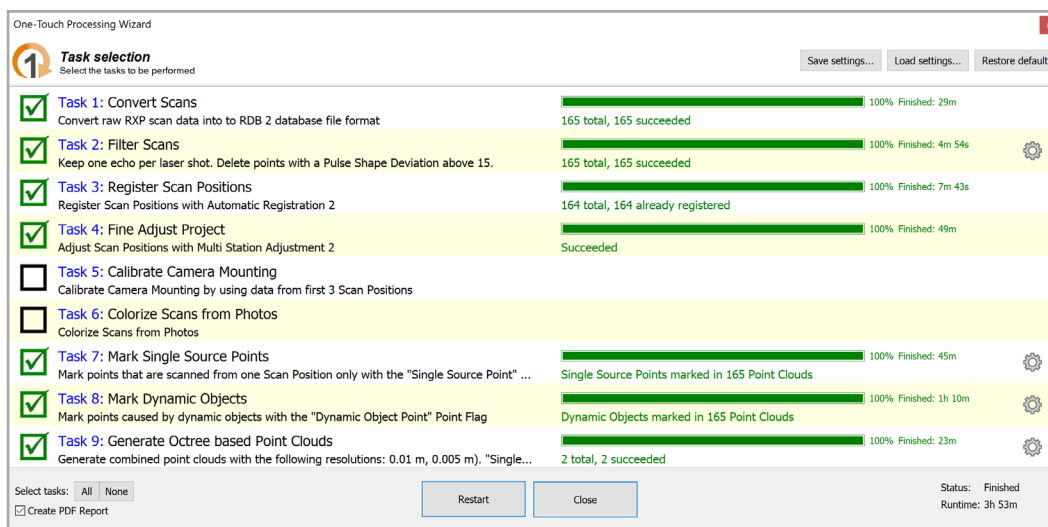 One-Touch Processing Wizard
1
Task selection
Select the tasks to be performed
Save settings...
Load settings...
Restore default
Task 1: Convert Scans
Convert raw RXP scan data into to RDB 2 database file format
100% Finished: 29m
165 total, 165 succeeded
Task 2: Filter Scans
Keep one echo per laser shot. Delete points with a Pulse Shape Deviation above 15.
100% Finished: 4m 54s
165 total, 165 succeeded
Task 3: Register Scan Positions
Register Scan Positions with Automatic Registration 2
100% Finished: 7m 43s
164 total, 164 already registered
Task 4: Fine Adjust Project
Adjust Scan Positions with Multi Station Adjustment 2
100% Finished: 49m
Succeeded
Task 5: Calibrate Camera Mounting
Calibrate Camera Mounting by using data from first 3 Scan Positions
Task 6: Colorize Scans from Photos
Colorize Scans from Photos
Task 7: Mark Single Source Points
Mark points that are scanned from one Scan Position only with the "Single Source Point" ...
100% Finished: 45m
Single Source Points marked in 165 Point Clouds
Task 8: Mark Dynamic Objects
Mark points caused by dynamic objects with the "Dynamic Object Point" Point Flag
100% Finished: 1h 10m
Dynamic Objects marked in 165 Point Clouds
Task 9: Generate Octree based Point Clouds
Generate combined point clouds with the following resolutions: 0.01 m, 0.005 m). "Single...
100% Finished: 23m
2 total, 2 succeeded
Select tasks: All None
Create PDF Report
Restart
Close
Status: Finished
Runtime: 3h 53m